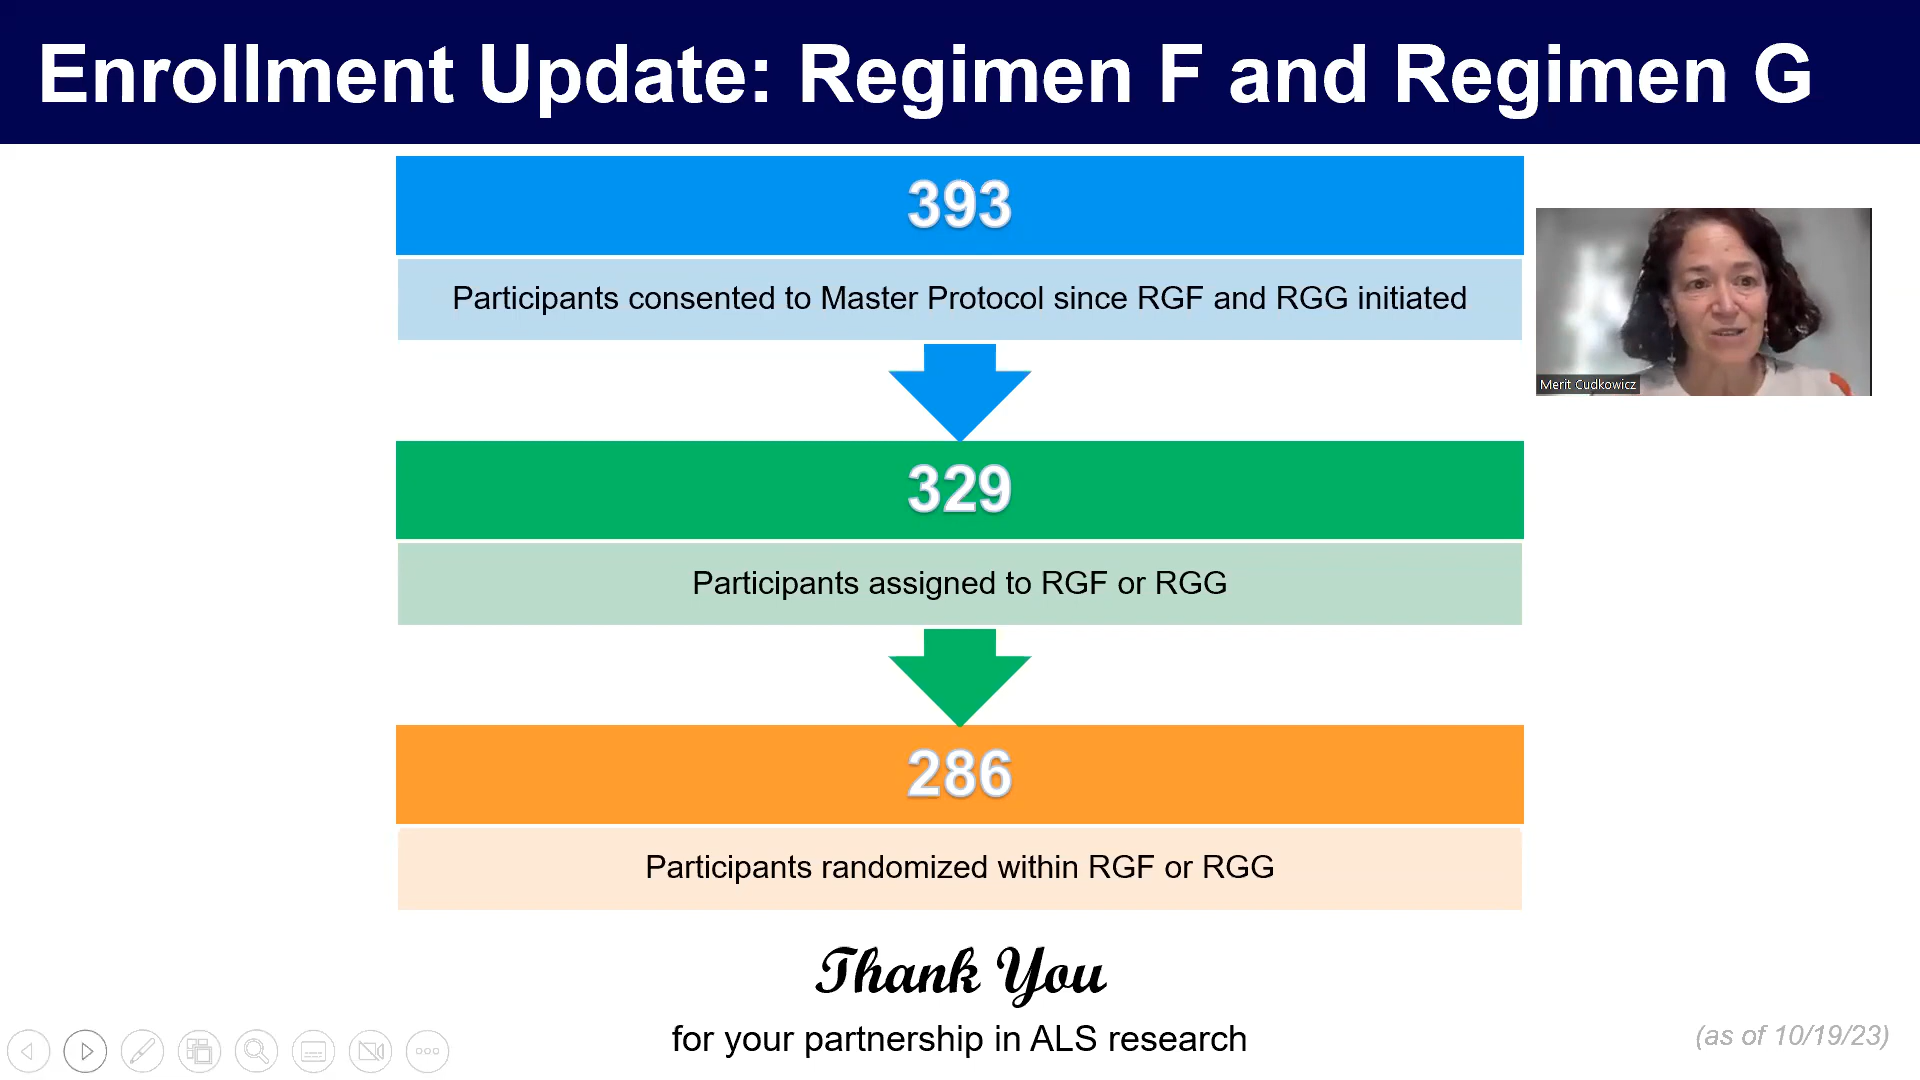 Enrollment Update: Regimen F and Regimen G
393
Participants consented to Master Protocol since RGF and RGG initiated
Merit Cudkowicz
329
Participants assigned to RGF or RGG
286
Participants randomized within RGF or RGG
Thank You
for your partnership in ALS research
(as of 10/19/23)